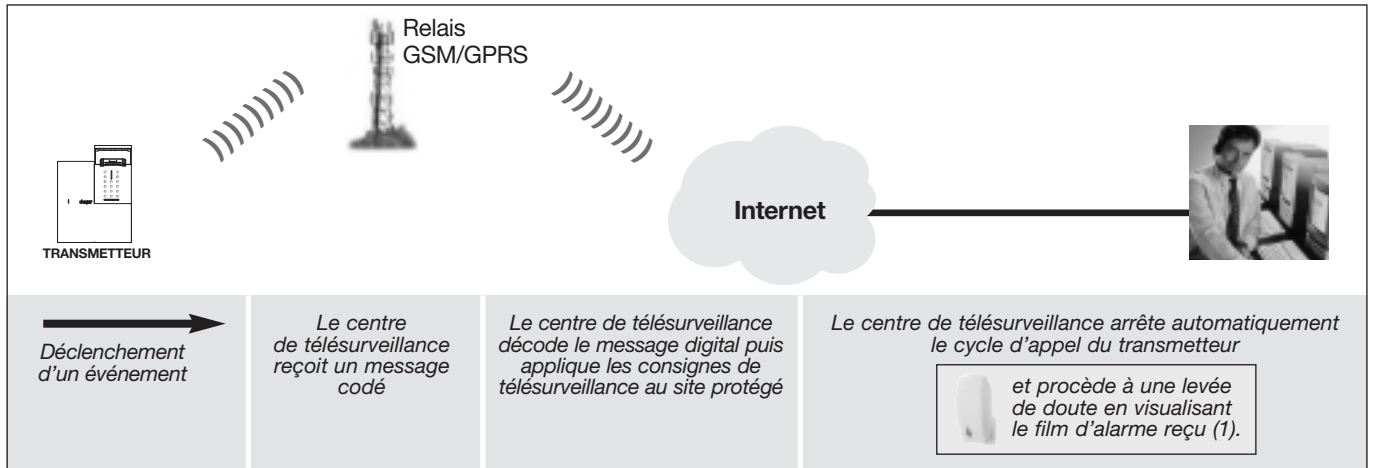 Relais
GSM/GPRS
Internet
TRANSMETTEUR
Déclenchement
d'un événement
Le centre
de télésurveillance
reçoit un message
codé
Le centre de télésurveillance
décode le message digital puis
applique les consignes de
télésurveillance au site protégé
Le centre de télésurveillance arrête automatiquement
le cycle d'appel du transmetteur
et procède à une levée
de doute en visualisant
le film d'alarme reçu (1).